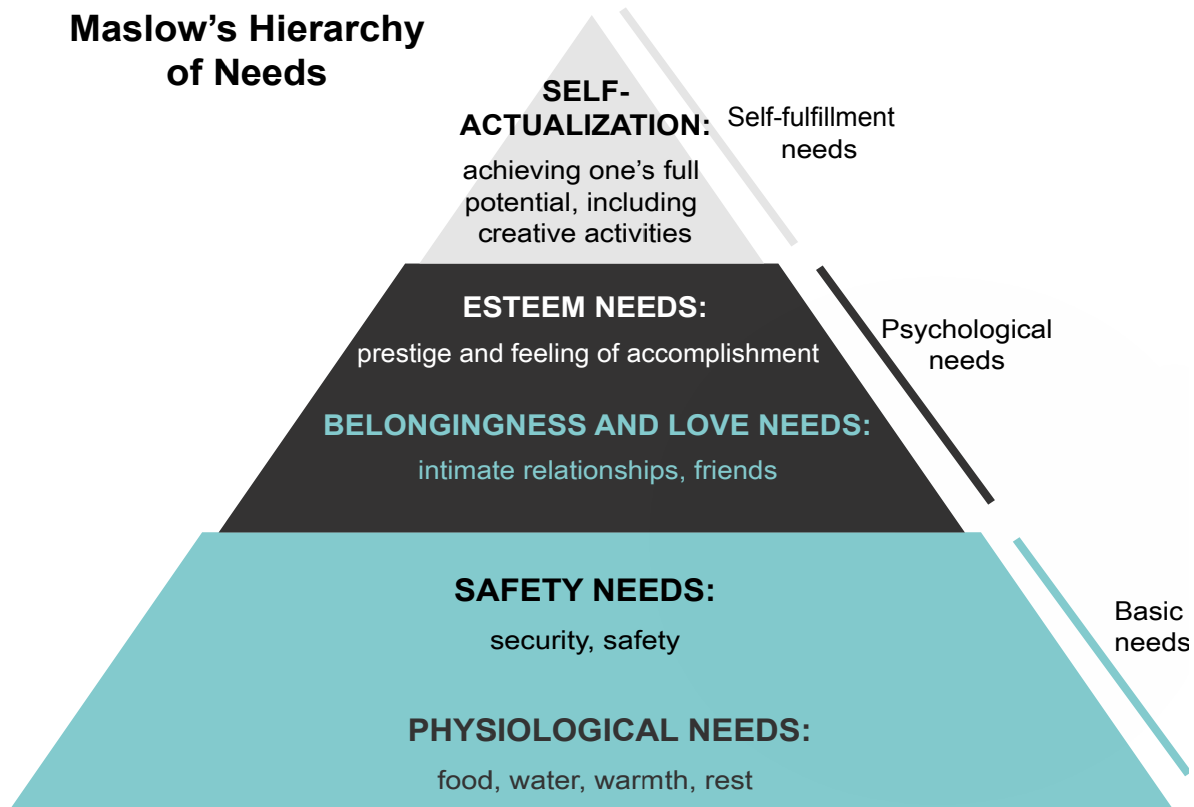 Maslow’s Hierarchy
of Needs
SELF-
ACTUALIZATION:
achieving one’s full
potential, including
creative activities
Self-fulfillment
needs
ESTEEM NEEDS:
prestige and feeling of accomplishment
Psychological
needs
BELONGINGNESS AND LOVE NEEDS:
intimate relationships, friends
SAFETY NEEDS:
security, safety
Basic
needs
PHYSIOLOGICAL NEEDS:
food, water, warmth, rest